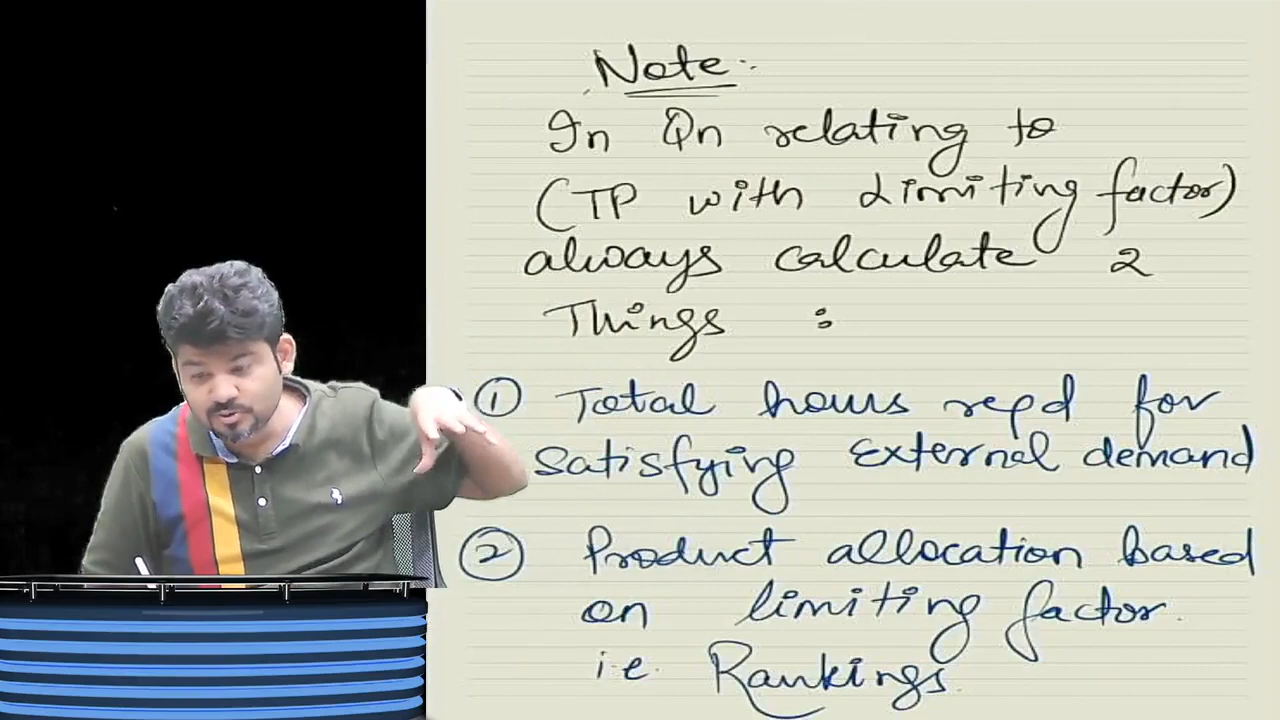 Note:
In Qn relating to
(TP with Limiting factor)
always calculate 2
Things :
① Total hours reqd for
satisfying External demand
② Product allocation based
on limiting factor.
i.e. Rankings.